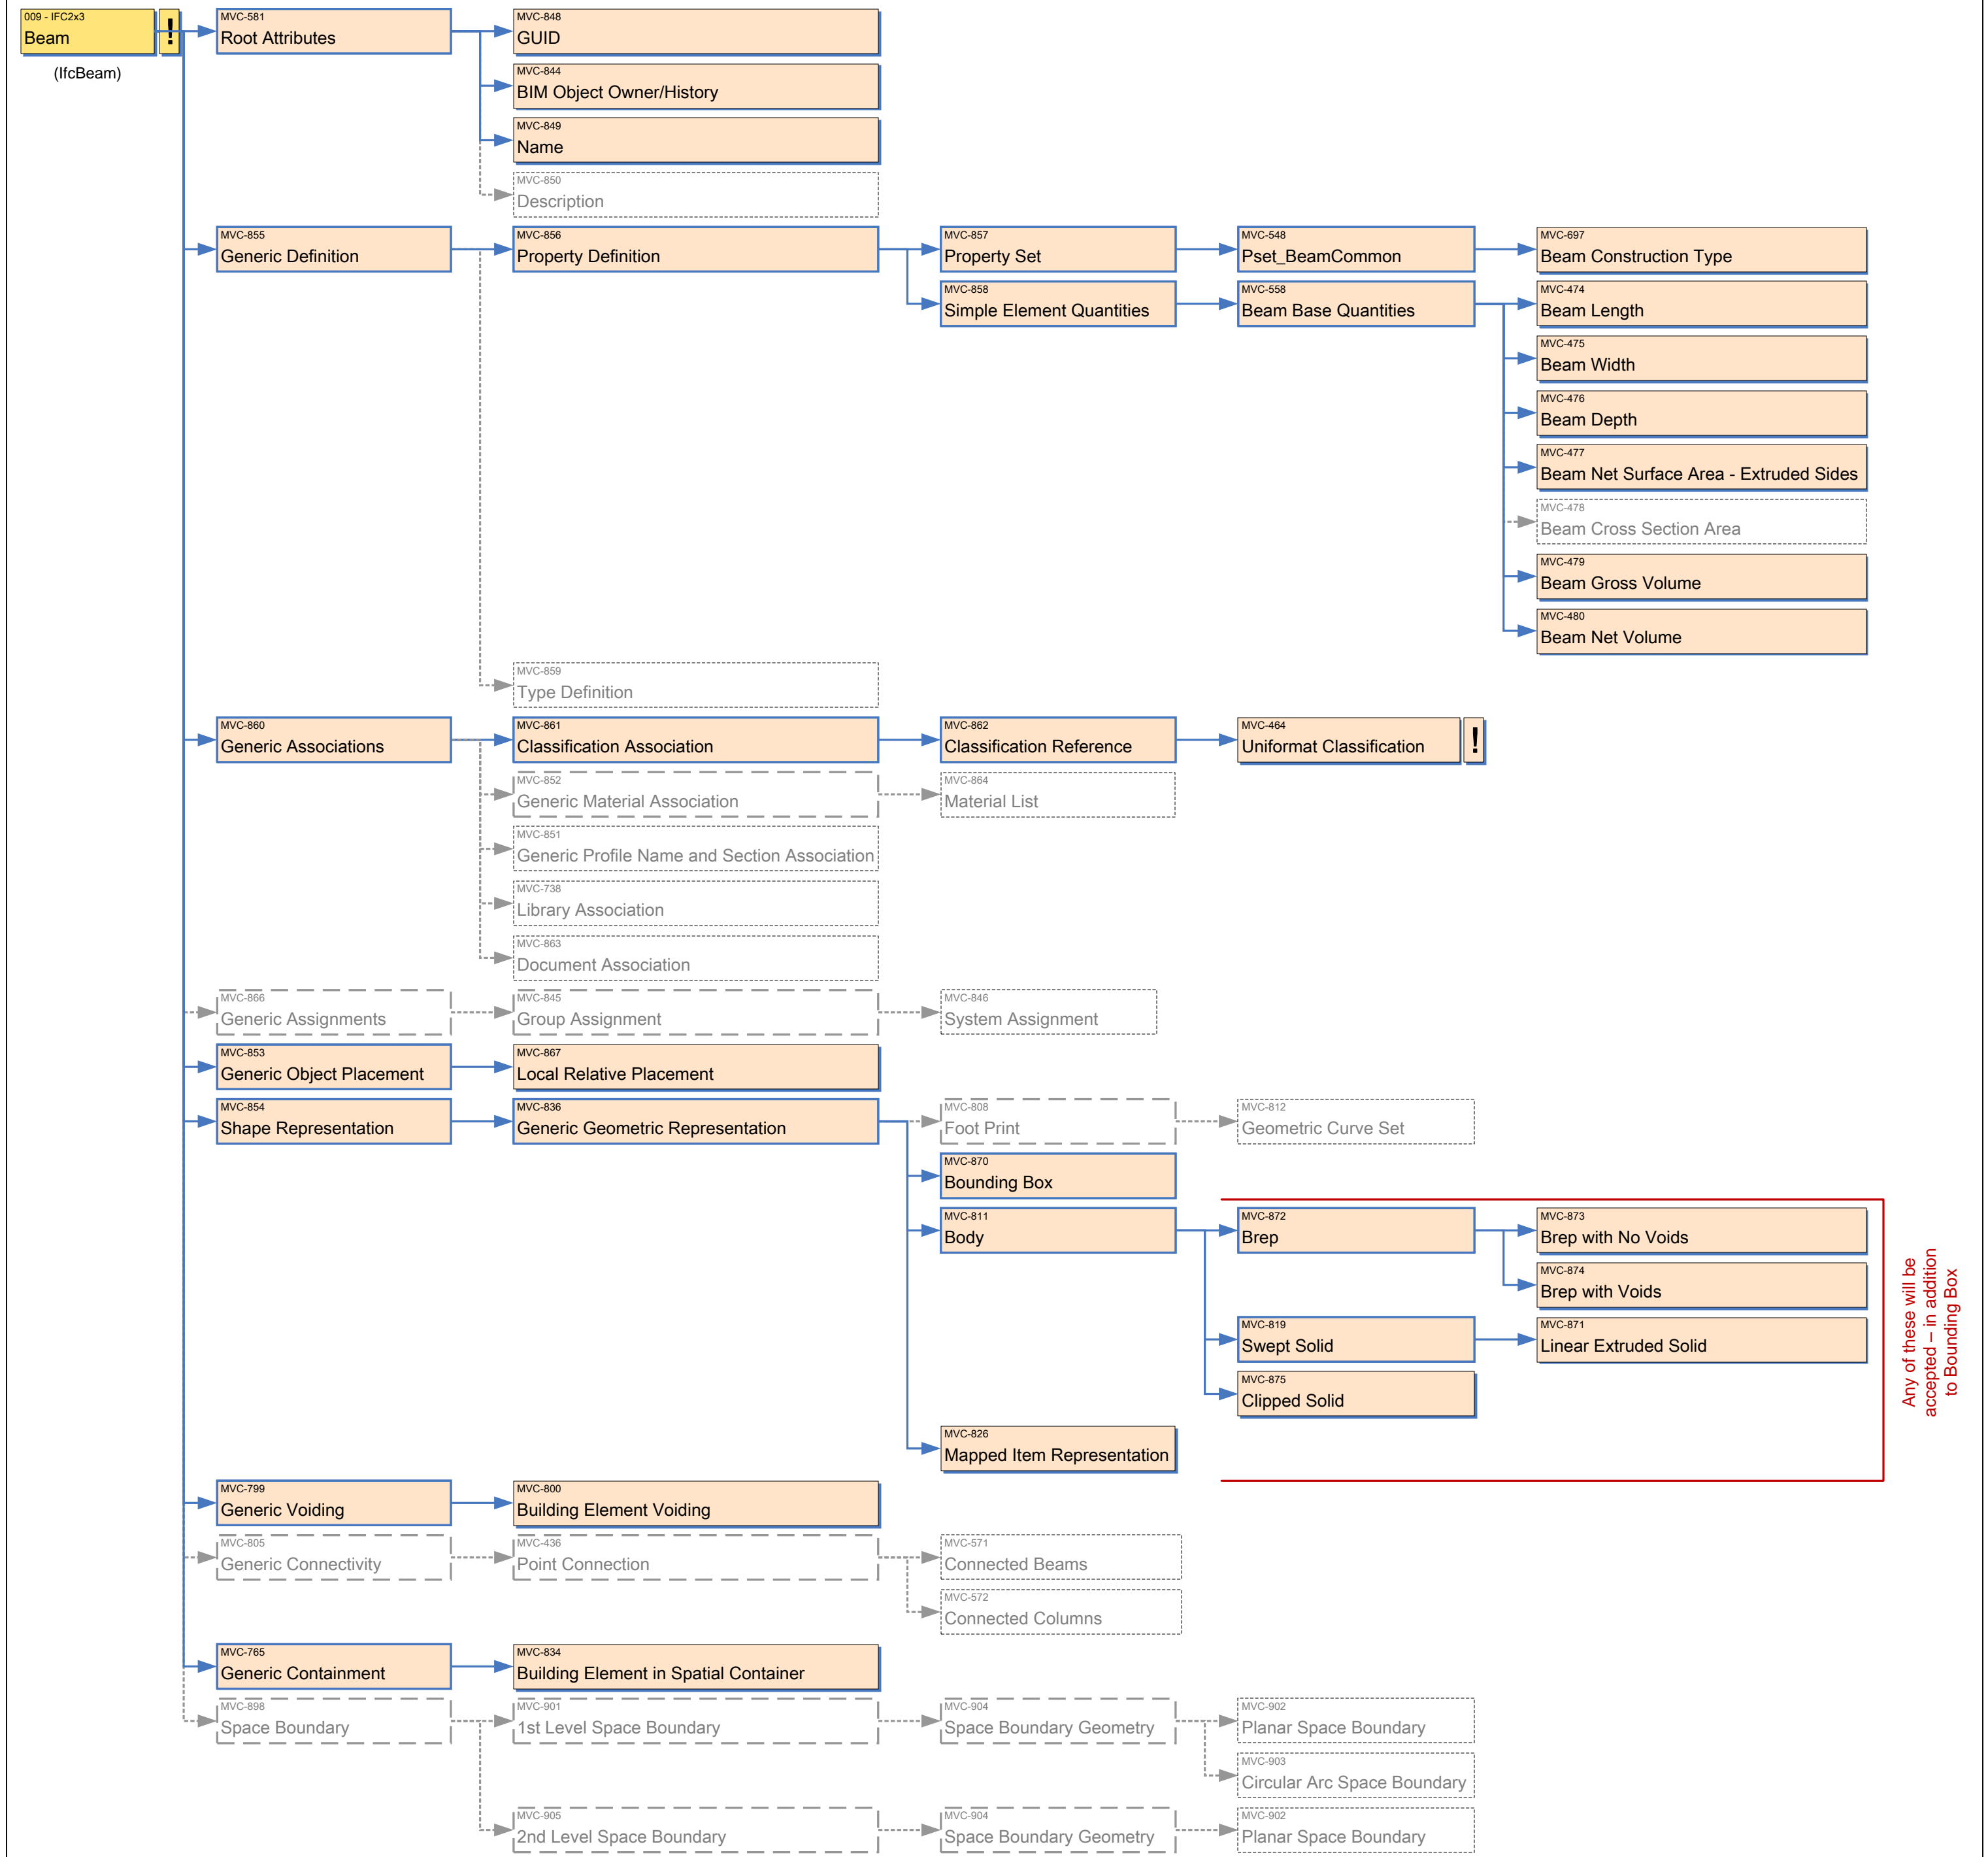 009 - IFC2x3
Beam
!
(IfcBeam)
MVC-581
Root Attributes
MVC-848
GUID
MVC-844
BIM Object Owner/History
MVC-849
Name
MVC-850
Description
MVC-855
Generic Definition
MVC-856
Property Definition
MVC-857
Property Set
MVC-548
Pset_BeamCommon
MVC-697
Beam Construction Type
MVC-858
Simple Element Quantities
MVC-558
Beam Base Quantities
MVC-474
Beam Length
MVC-475
Beam Width
MVC-476
Beam Depth
MVC-477
Beam Net Surface Area - Extruded Sides
MVC-478
Beam Cross Section Area
MVC-479
Beam Gross Volume
MVC-480
Beam Net Volume
MVC-859
Type Definition
MVC-860
Generic Associations
MVC-861
Classification Association
MVC-862
Classification Reference
MVC-464
Uniformat Classification
!
MVC-852
Generic Material Association
MVC-864
Material List
MVC-851
Generic Profile Name and Section Association
MVC-738
Library Association
MVC-863
Document Association
MVC-866
Generic Assignments
MVC-845
Group Assignment
MVC-846
System Assignment
MVC-853
Generic Object Placement
MVC-867
Local Relative Placement
MVC-854
Shape Representation
MVC-836
Generic Geometric Representation
MVC-808
Foot Print
MVC-812
Geometric Curve Set
MVC-870
Bounding Box
MVC-811
Body
MVC-872
Brep
MVC-873
Brep with No Voids
MVC-874
Brep with Voids
MVC-819
Swept Solid
MVC-871
Linear Extruded Solid
MVC-875
Clipped Solid
MVC-826
Mapped Item Representation
Any of these will be
accepted – in addition
to Bounding Box
MVC-799
Generic Voiding
MVC-800
Building Element Voiding
MVC-805
Generic Connectivity
MVC-436
Point Connection
MVC-571
Connected Beams
MVC-572
Connected Columns
MVC-765
Generic Containment
MVC-834
Building Element in Spatial Container
MVC-898
Space Boundary
MVC-901
1st Level Space Boundary
MVC-904
Space Boundary Geometry
MVC-902
Planar Space Boundary
MVC-903
Circular Arc Space Boundary
MVC-905
2nd Level Space Boundary
MVC-904
Space Boundary Geometry
MVC-902
Planar Space Boundary